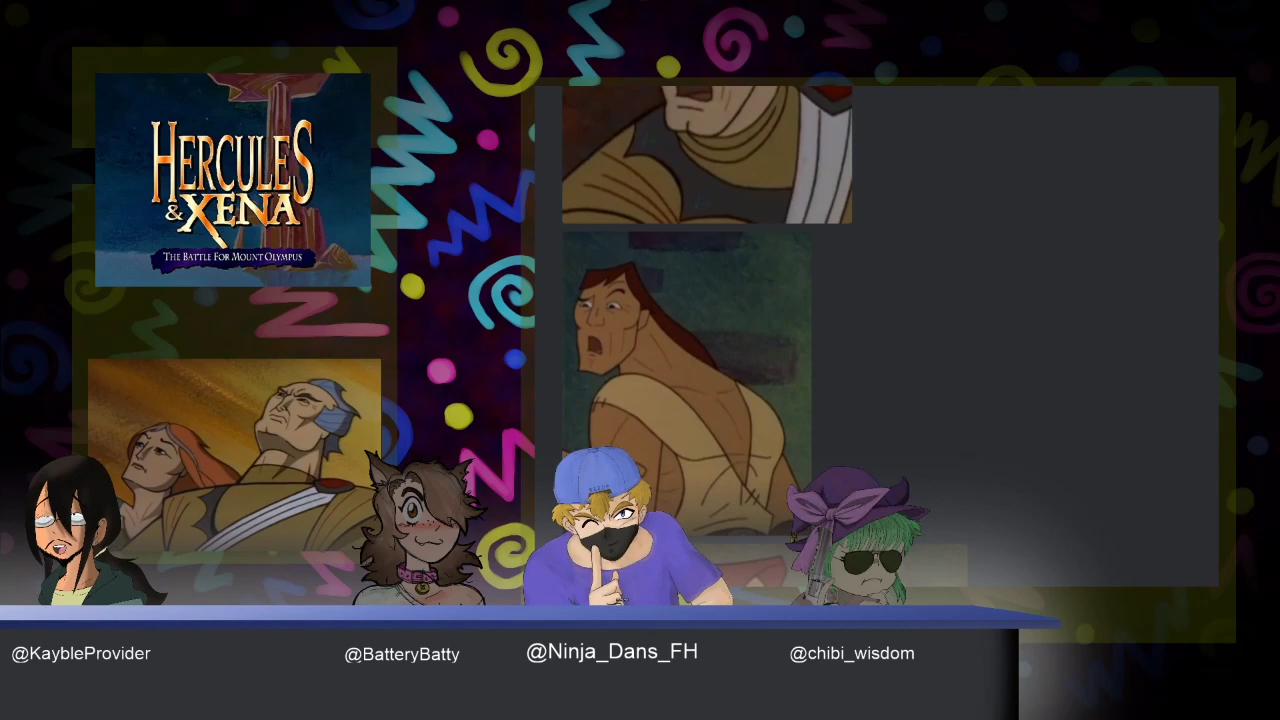 HERCULES
& XENA
THE BATTLE FOR MOUNT OLYMPUS
@KaybleProvider
@BatteryBatty
@Ninja_Dans_FH
@chibi_wisdom